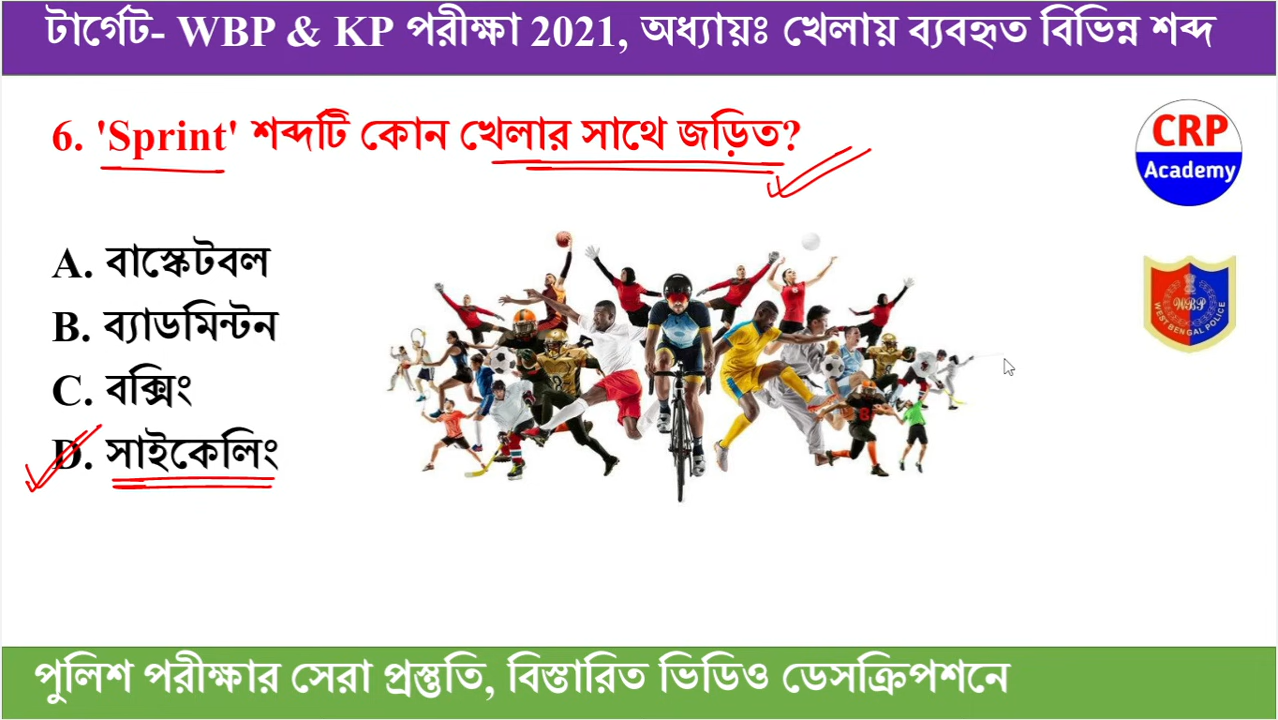 টার্গেট- WBP & KP পরীক্ষা 2021, অধ্যায়ঃ খেলায় ব্যবহৃত বিভিন্ন শব্দ
6. 'Sprint' শব্দটি কোন খেলার সাথে জড়িত?
CRP
Academy
A. বাস্কেটবল
B. ব্যাডমিন্টন
C. বক্সিং
D. সাইকেলিং
WBP
WEST BENGAL POLICE
পুলিশ পরীক্ষার সেরা প্রস্তুতি, বিস্তারিত ভিডিও ডেসক্রিপশনে